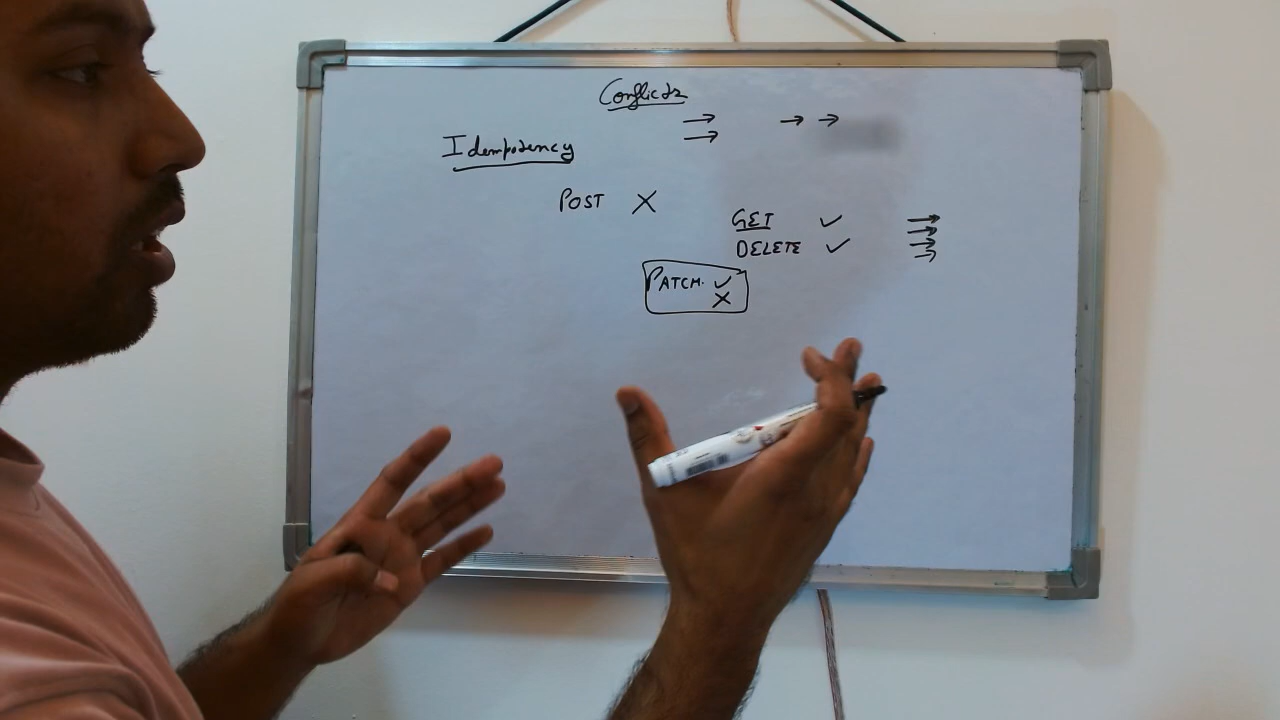 Conflicts
→ → →
→
Idempotency
POST X
GET ✓ →
→
DELETE ✓ →
→
PATCH. ✓
X